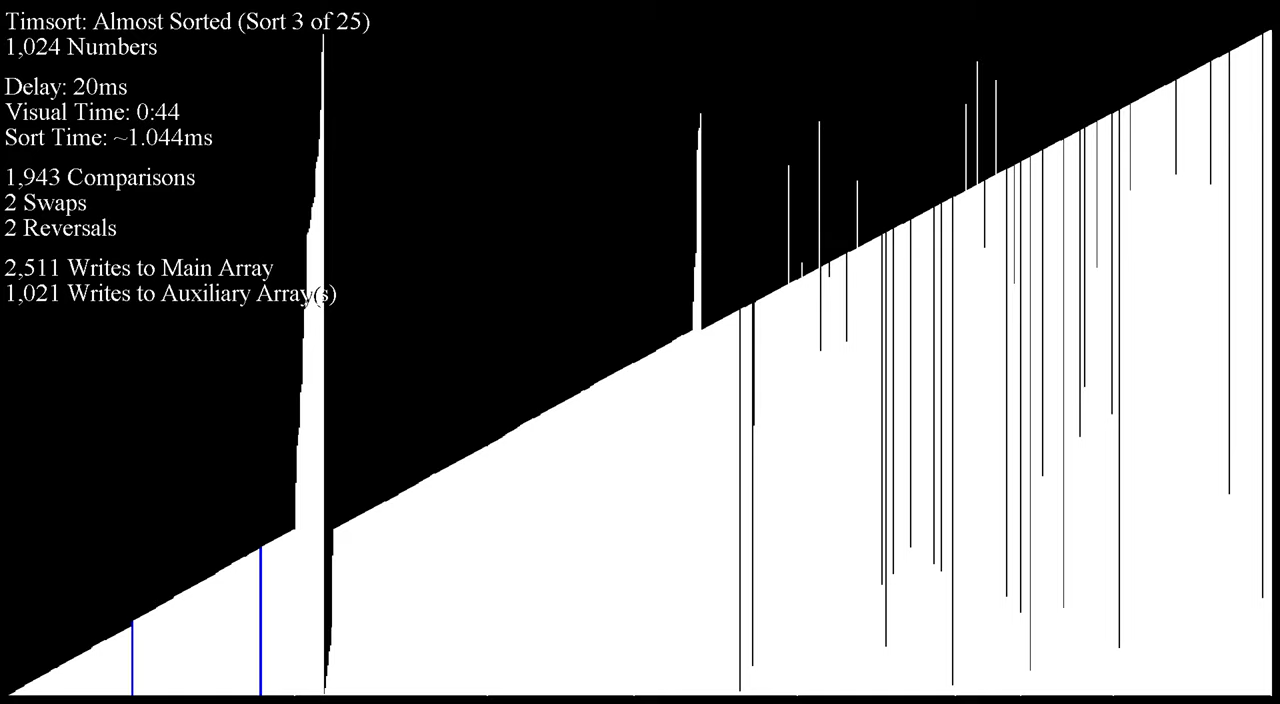 Timsort: Almost Sorted (Sort 3 of 25)
1,024 Numbers
Delay: 20ms
Visual Time: 0:44
Sort Time: ~1.044ms
1,943 Comparisons
2 Swaps
2 Reversals
2,511 Writes to Main Array
1,021 Writes to Auxiliary Array(s)